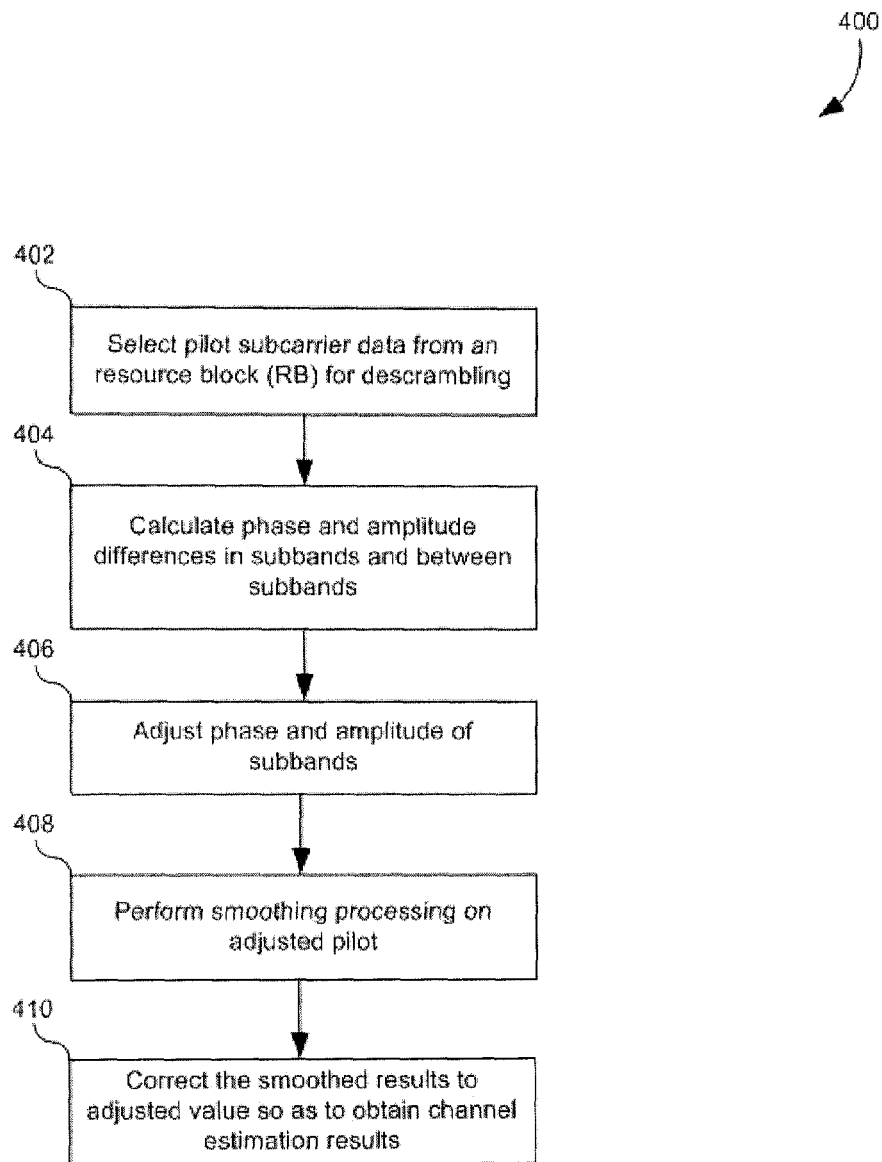 400
402
Select pilot subcarrier data from an
resource block (RB) for descrambling
404
Calculate phase and amplitude
differences in subbands and between
subbands
406
Adjust phase and amplitude of
subbands
408
Perform smoothing processing on
adjusted pilot
410
Correct the smoothed results to
adjusted value so as to obtain channel
estimation results